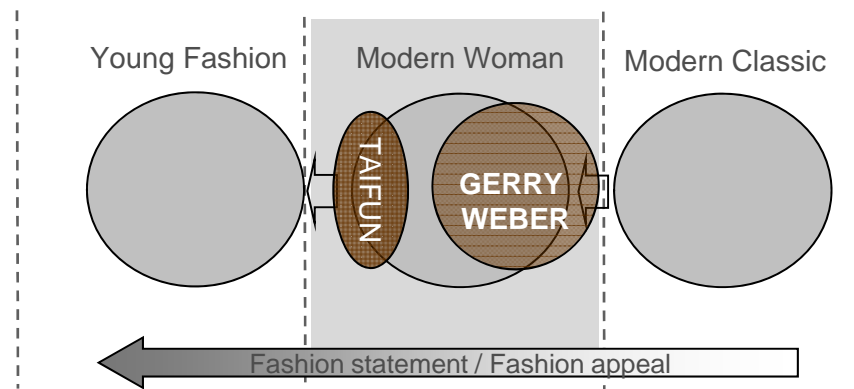 Young Fashion
Modern Woman
Modern Classic
TAIFUN
GERRY
WEBER
Fashion statement / Fashion appeal